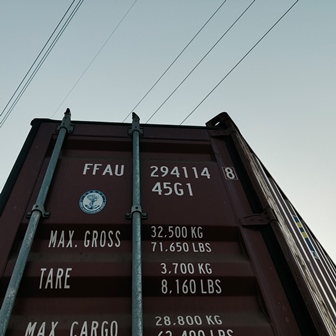 FFAU 294114 8
45G1
MAX. GROSS 32.500 KG
71.650 LBS
TARE 3.700 KG
8,160 LBS
MAX. CARGO 28.800 KG
LBS